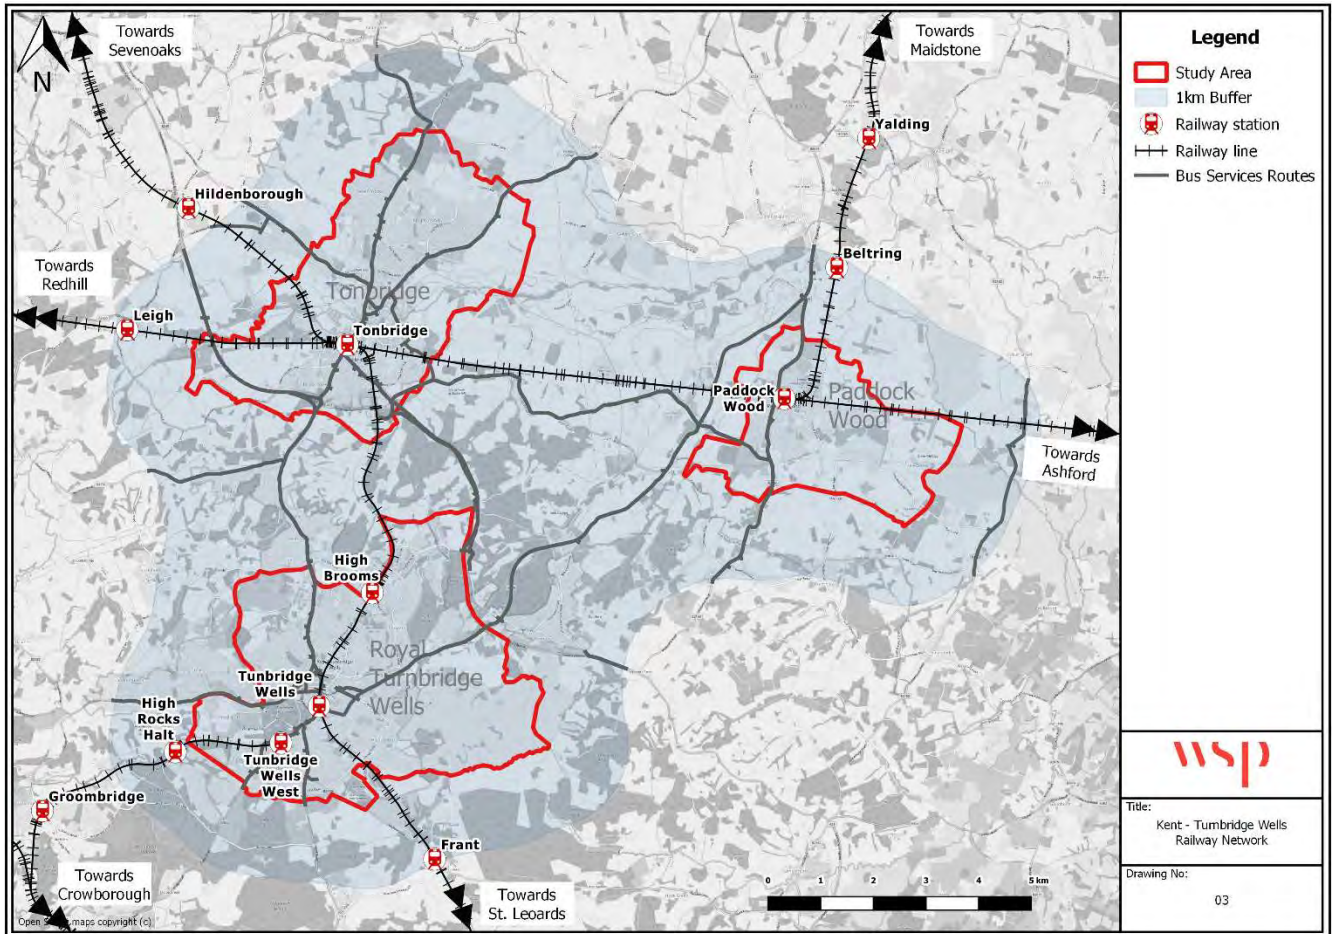 Towards
Sevenoaks
Towards
Maidstone
N
Yalding
Hildenborough
Beltring
Towards
Redhill
Tonbridge
Leigh
Tonbridge
Paddock
Wood
Paddock
Wood
Towards
Ashford
High
Brooms
Royal
Turnbridge
Wells
Tunbridge
Wells
High
Rocks
Halt
Tunbridge
Wells
West
Groombridge
Frant
Towards
Crowborough
Towards
St. Leoards
0 1 2 3 4 5 km
Legend
Study Area
1km Buffer
Railway station
Railway line
Bus Services Routes
wsp
Title:
Kent - Turnbridge Wells
Railway Network
Drawing No:
03